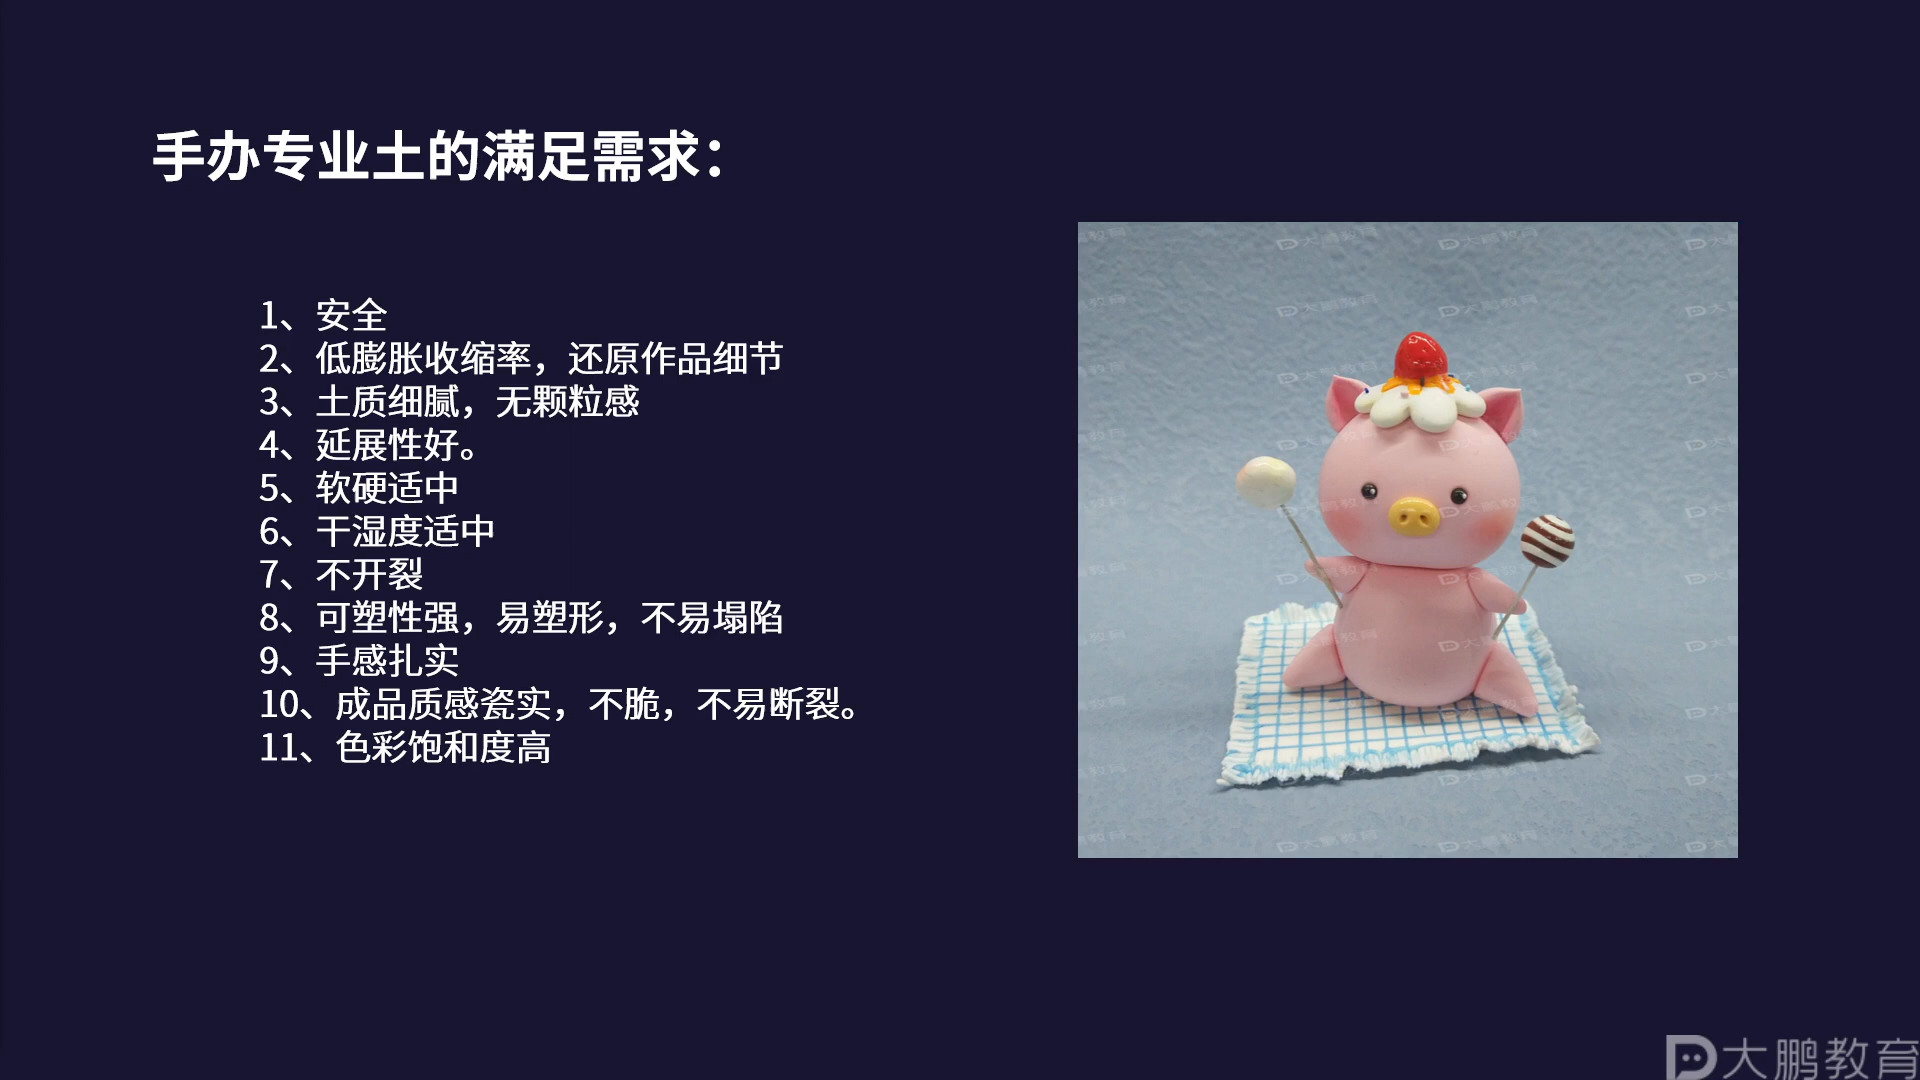 手办专业土的满足需求：
1、安全
2、低膨胀收缩率，还原作品细节
3、土质细腻，无颗粒感
4、延展性好。
5、软硬适中
6、干湿度适中
7、不开裂
8、可塑性强，易塑形，不易塌陷
9、手感扎实
10、成品质感瓷实，不脆，不易断裂。
11、色彩饱和度高
大鹏教育